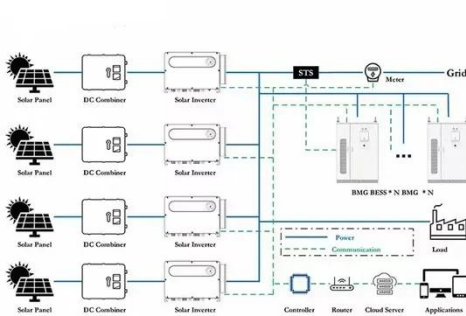 STS
Meter
Grid
Solar Panel DC Combiner Solar Inverter
Solar Panel DC Combiner Solar Inverter
BMG BESS * N BMG * N
Solar Panel DC Combiner Solar Inverter
Power
Communication
Load
Solar Panel DC Combiner Solar Inverter Controller Router Cloud Server Applications